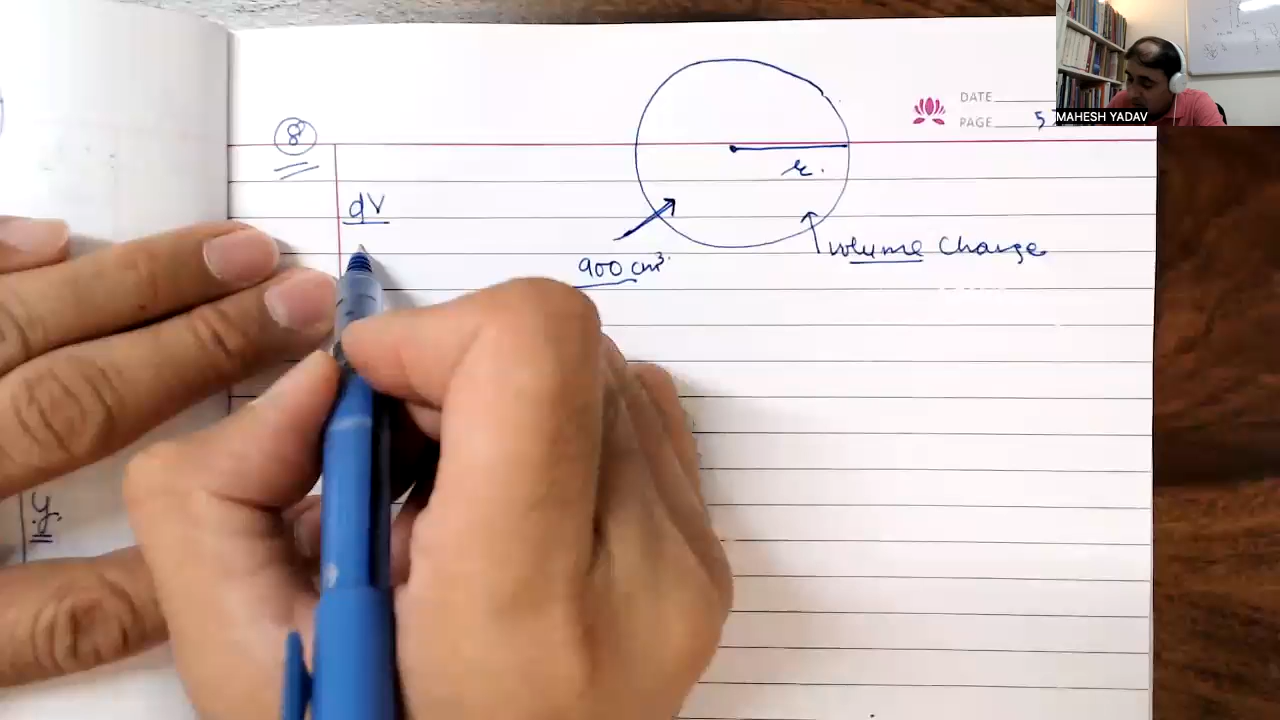 DATE
PAGE 5
MAHESH YADAV
8
r.
dV
900 cm³
volume change
y